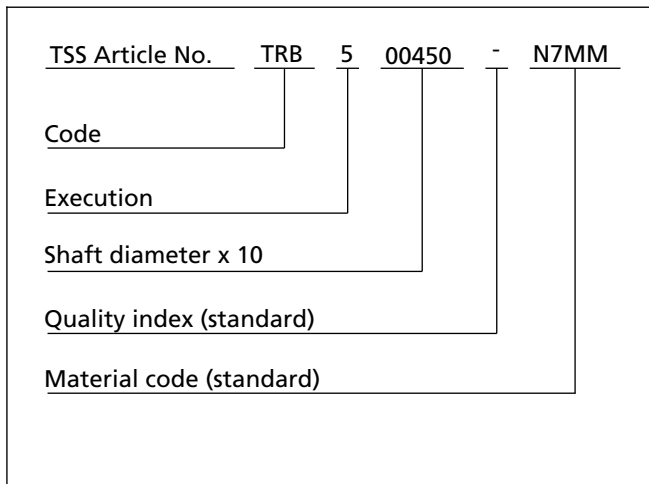 TSS Article No. TRB 5 00450 - N7MM
Code
Execution
Shaft diameter x 10
Quality index (standard)
Material code (standard)